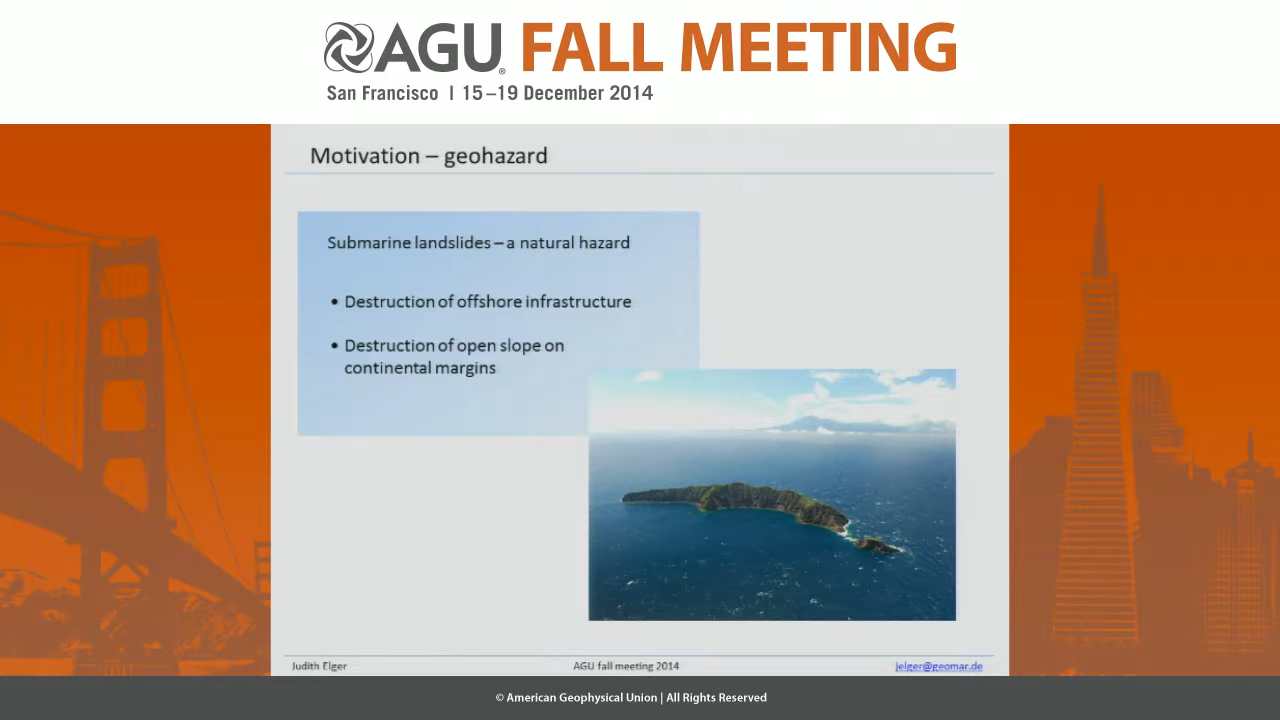 AGU® FALL MEETING
San Francisco | 15–19 December 2014
Motivation – geohazard
Submarine landslides – a natural hazard
• Destruction of offshore infrastructure
• Destruction of open slope on
continental margins
Judith Elger
AGU fall meeting 2014
jelger@geomar.de
© American Geophysical Union | All Rights Reserved